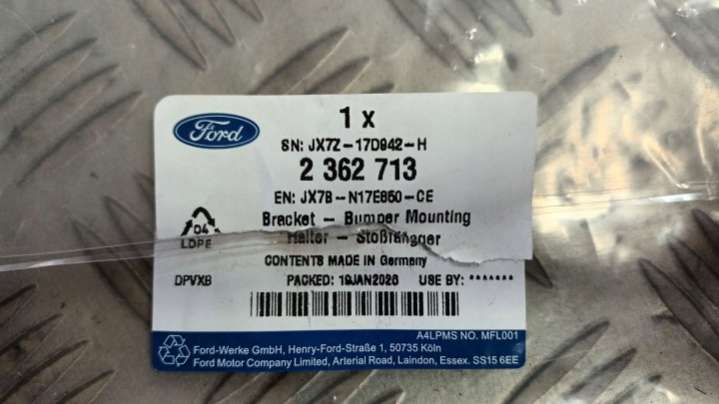 Ford
1 x
SN: JX7Z-17D942-H
2 362 713
EN: JX7B-N17E850-CE
Bracket - Bumper Mounting
Halter - Stoßfänger
CONTENTS MADE IN Germany
04
LDPE
DPVXB PACKED: 19JAN2026 USE BY: *******
A4LPMS NO. MFL001
Ford-Werke GmbH, Henry-Ford-Straße 1, 50735 Köln
Ford Motor Company Limited, Arterial Road, Laindon, Essex. SS15 6EE